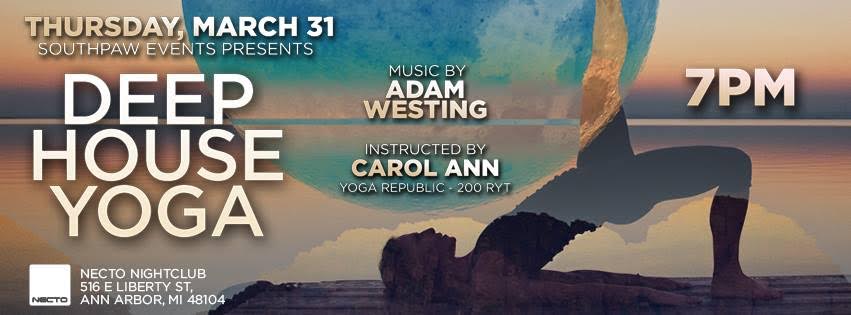 THURSDAY, MARCH 31
SOUTHPAW EVENTS PRESENTS
DEEP
HOUSE
YOGA
MUSIC BY
ADAM
WESTING
INSTRUCTED BY
CAROL ANN
YOGA REPUBLIC - 200 RYT
7PM
NECTO
NECTO NIGHTCLUB
516 E LIBERTY ST,
ANN ARBOR, MI 48104